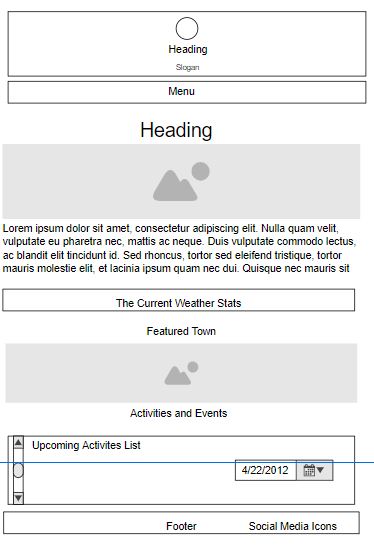 Heading
Slogan
Menu
Heading
Lorem ipsum dolor sit amet, consectetur adipiscing elit. Nulla quam velit,
vulputate eu pharetra nec, mattis ac neque. Duis vulputate commodo lectus,
ac blandit elit tincidunt id. Sed rhoncus, tortor sed eleifend tristique, tortor
mauris molestie elit, et lacinia ipsum quam nec dui. Quisque nec mauris sit
The Current Weather Stats
Featured Town
Activities and Events
Upcoming Activites List
4/22/2012
Footer Social Media Icons